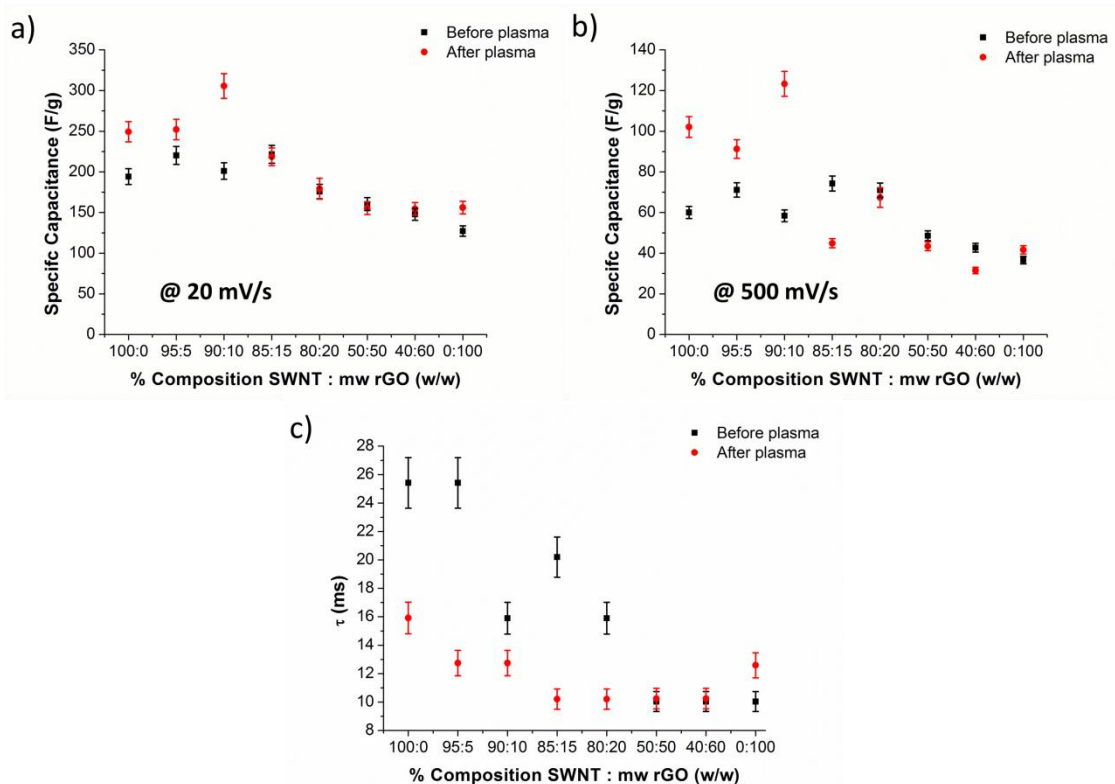 a)
Before plasma
After plasma
350
300
250
200
150
100
50
0
Specifc Capacitance (F/g)
@ 20 mV/s
100:0 95:5 90:10 85:15 80:20 50:50 40:60 0:100
% Composition SWNT : mw rGO (w/w)
b)
Before plasma
After plasma
140
120
100
80
60
40
20
0
Specifc Capacitance (F/g)
@ 500 mV/s
100:0 95:5 90:10 85:15 80:20 50:50 40:60 0:100
% Composition SWNT : mw rGO (w/w)
c)
Before plasma
After plasma
28
26
24
22
20
18
16
14
12
10
8
τ (ms)
100:0 95:5 90:10 85:15 80:20 50:50 40:60 0:100
% Composition SWNT : mw rGO (w/w)